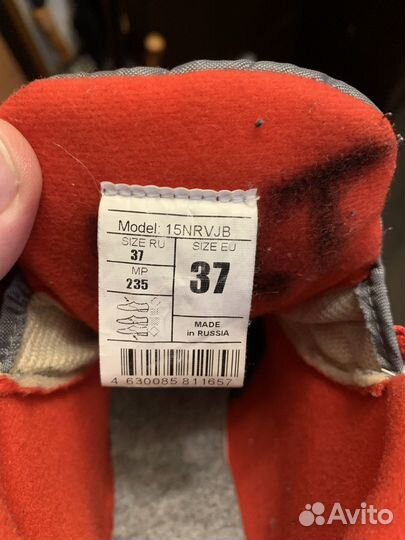 Model: 15NRVJB
SIZE RU
37
MP
235
SIZE EU
37
MADE
in RUSSIA
4 630085 811657
Avito